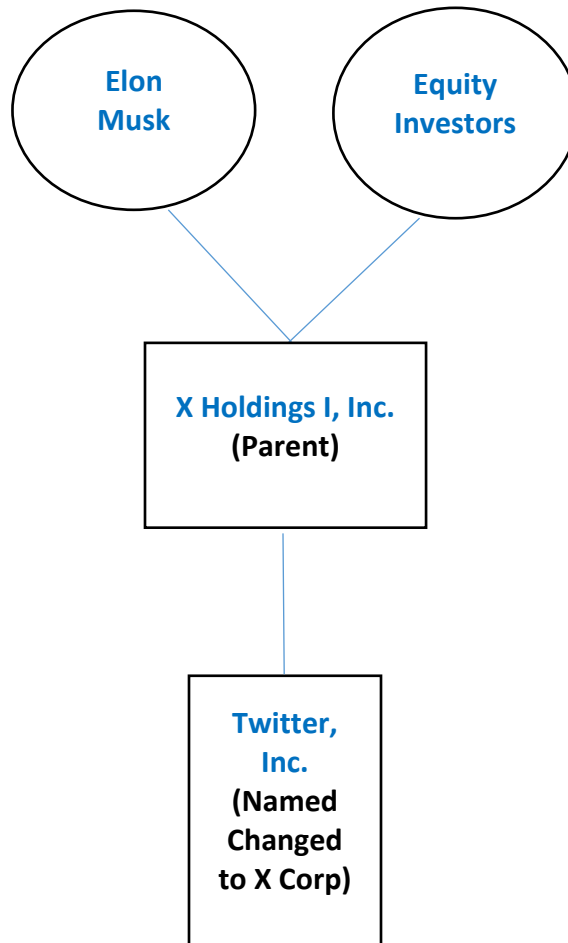 Elon
Musk
Equity
Investors
X Holdings I, Inc.
(Parent)
Twitter,
Inc.
(Named
Changed
to X Corp)